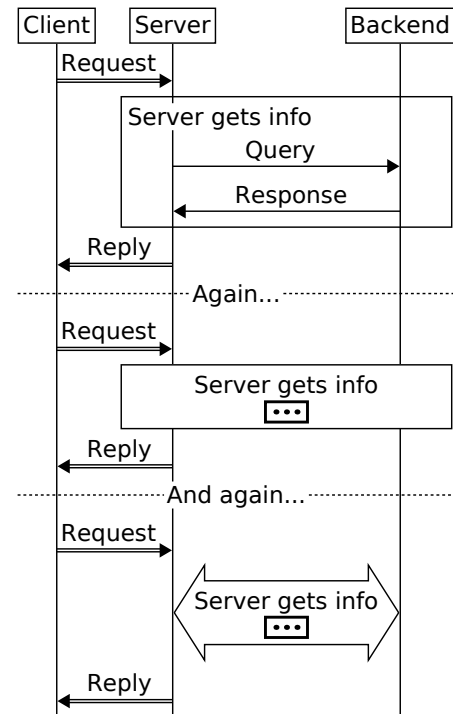 Client Server Backend
Request
Server gets info
Query
Response
Reply
Again...
Request
Server gets info
...
Reply
And again...
Request
Server gets info
...
Reply